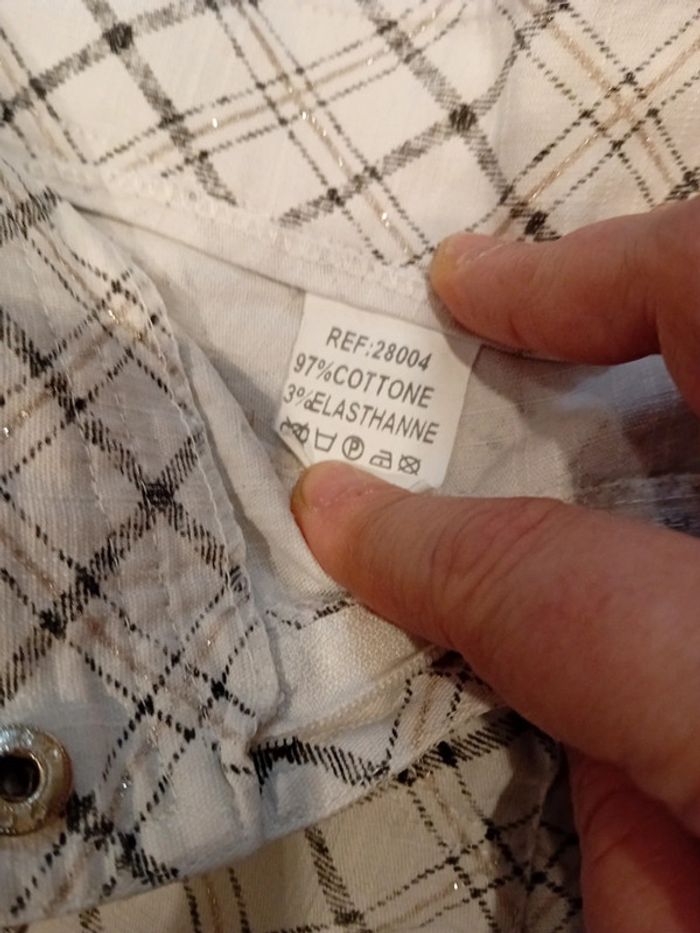 REF:28004
97%COTTONE
3%ELASTHANNE
P